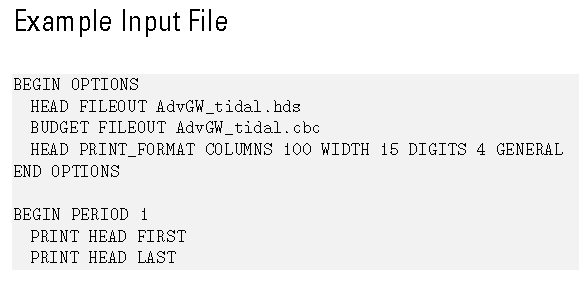 Example Input File
BEGIN OPTIONS
HEAD FILEOUT AdvGW_tidal.hds
BUDGET FILEOUT AdvGW_tidal.cbc
HEAD PRINT_FORMAT COLUMNS 100 WIDTH 15 DIGITS 4 GENERAL
END OPTIONS
BEGIN PERIOD 1
PRINT HEAD FIRST
PRINT HEAD LAST